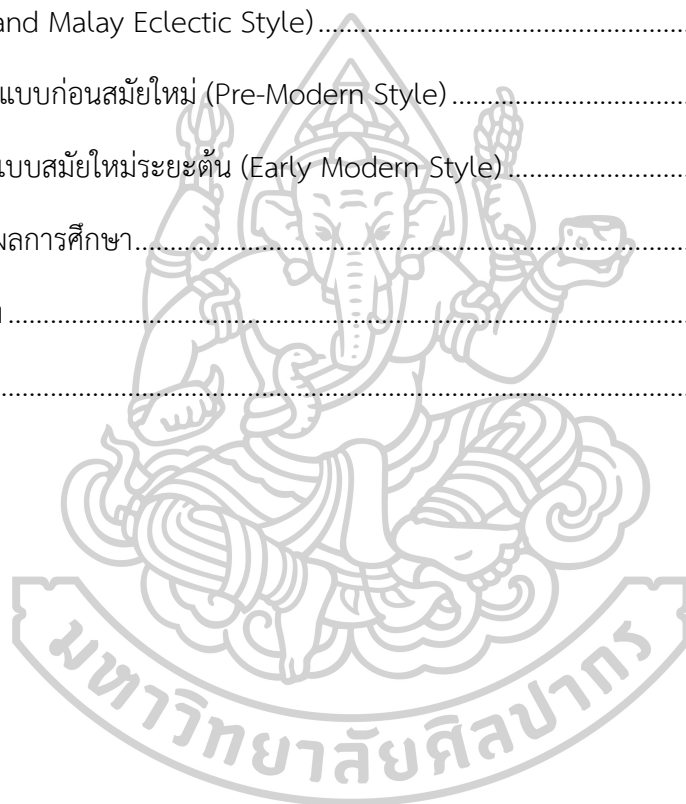 and Malay Eclectic Style)..........................................................
แบบก่อนสมัยใหม่ (Pre-Modern Style)......................................
แบบสมัยใหม่ระยะต้น (Early Modern Style)............................
ผลการศึกษา...............................................................................
....................................................................................................
....................................................................................................
มหาวิทยาลัยศิลปากร